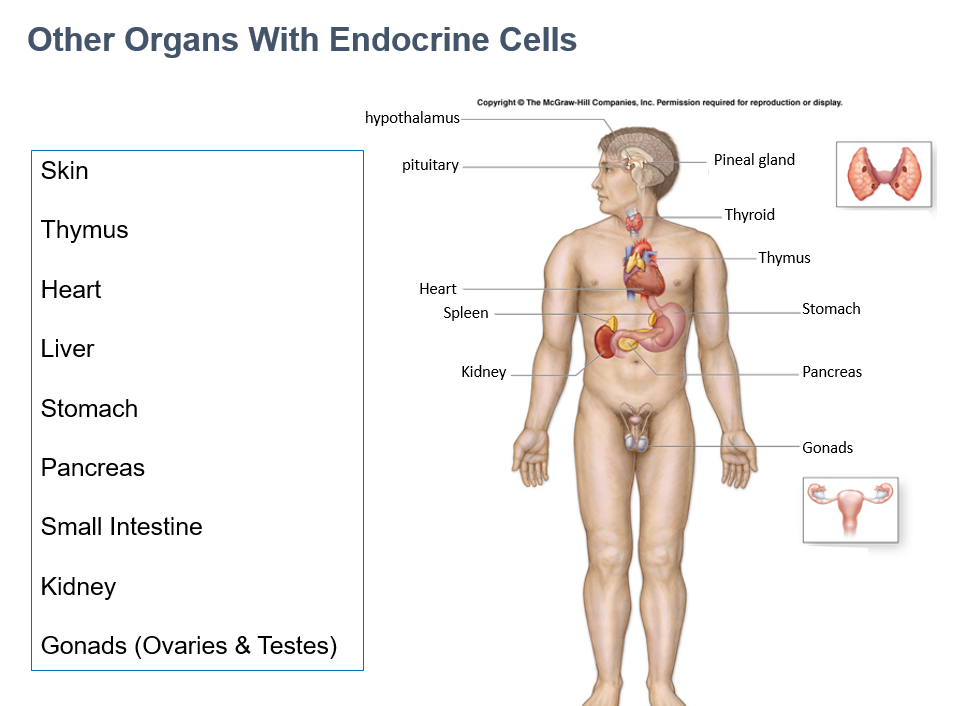 Other Organs With Endocrine Cells
Copyright © The McGraw-Hill Companies, Inc. Permission required for reproduction or display.
Skin
Thymus
Heart
Liver
Stomach
Pancreas
Small Intestine
Kidney
Gonads (Ovaries & Testes)
hypothalamus
pituitary
Pineal gland
Thyroid
Thymus
Heart
Spleen
Stomach
Kidney
Pancreas
Gonads